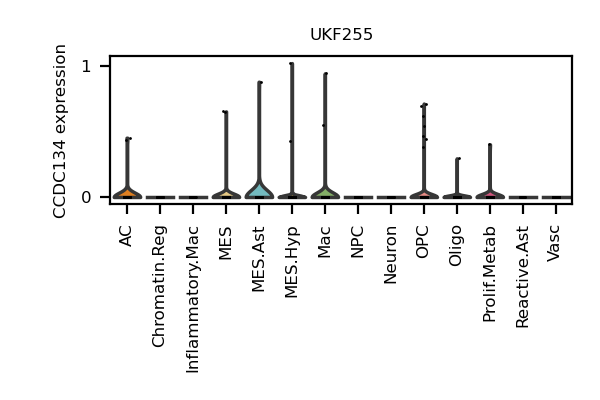 UKF255
CCDC134 expression
1
0
AC
Chromatin.Reg
Inflammatory.Mac
MES
MES.Ast
MES.Hyp
Mac
NPC
Neuron
OPC
Oligo
Prolif.Metab
Reactive.Ast
Vasc